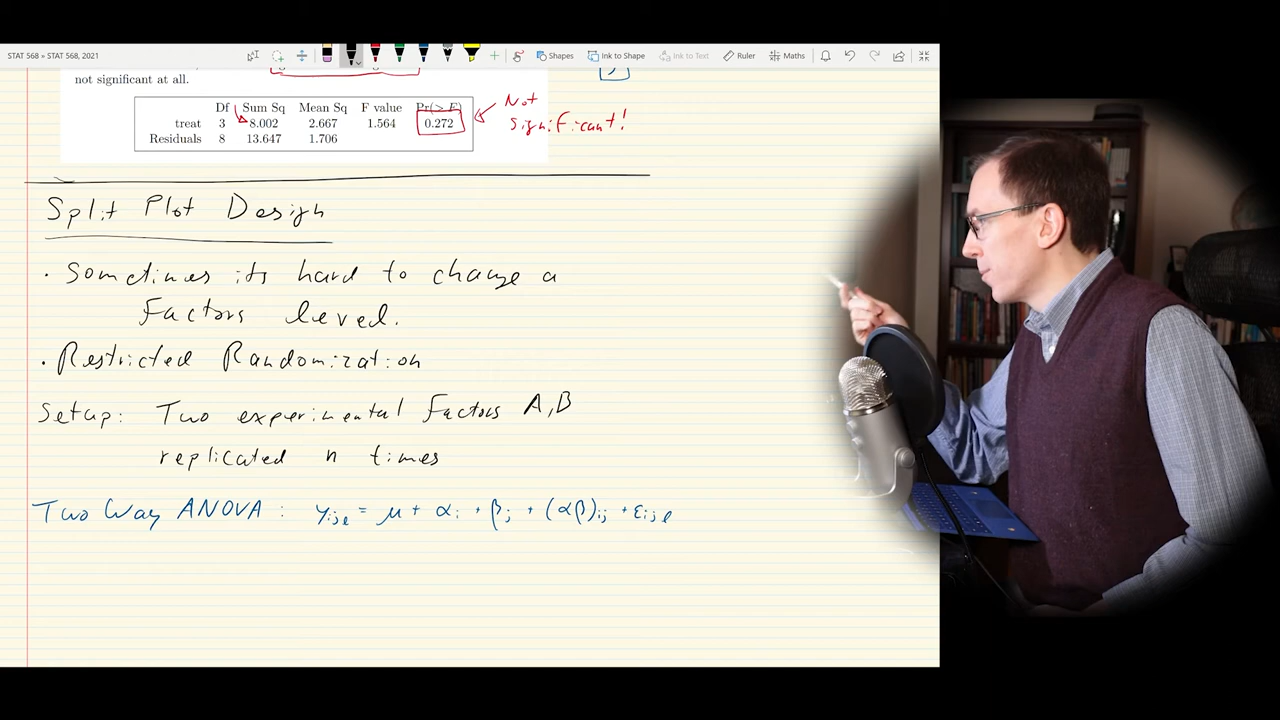 STAT 568 » STAT 568, 2021
Shapes Ink to Shape Ink to Text Ruler Maths
not significant at all.
Df Sum Sq Mean Sq F value Pr(> F)
treat 3 8.002 2.667 1.564 0.272
Residuals 8 13.647 1.706
Not
significant!
Split Plot Design
· Sometimes its hard to change a
factors level.
· Restricted Randomization
Setup: Two experimental factors A,B
replicated n times
Two Way ANOVA : yijl = μ + αi + βj + (αβ)ij + εijl